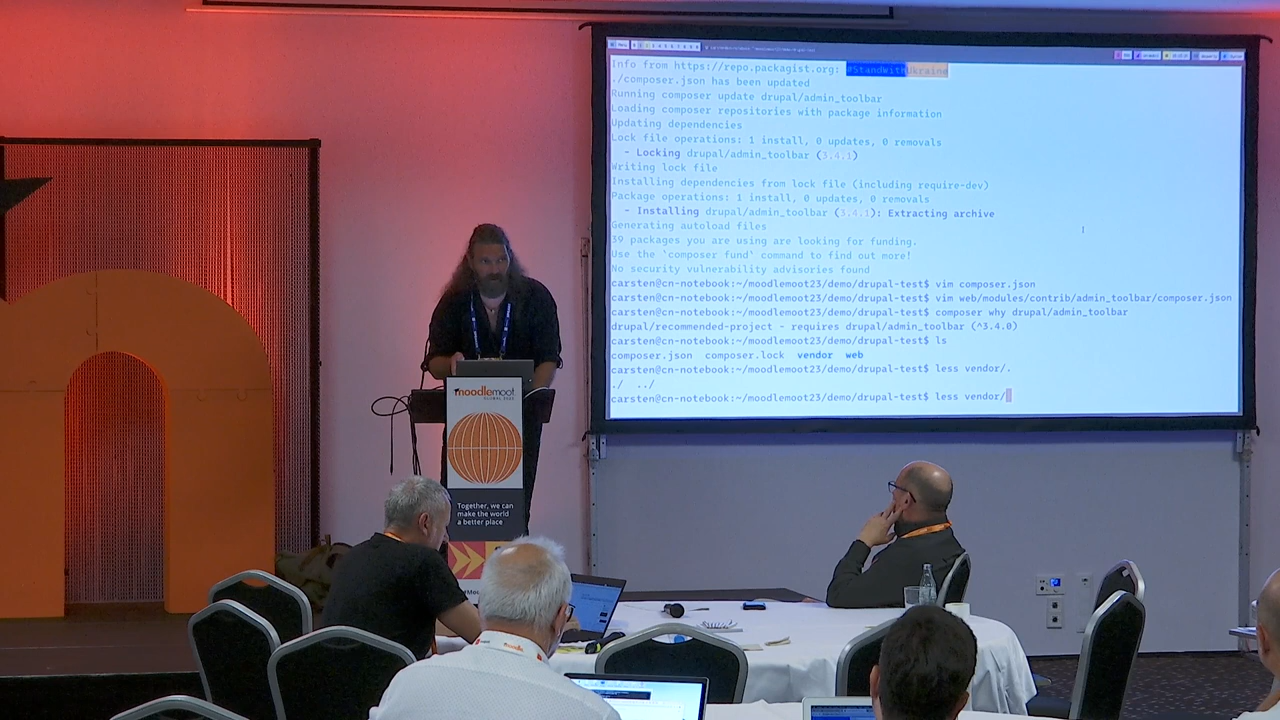 Info from https://repo.packagist.org: #StandWithUkraine
./composer.json has been updated
Running composer update drupal/admin_toolbar
Loading composer repositories with package information
Updating dependencies
Lock file operations: 1 install, 0 updates, 0 removals
- Locking drupal/admin_toolbar (3.4.1)
Writing lock file
Installing dependencies from lock file (including require-dev)
Package operations: 1 install, 0 updates, 0 removals
- Installing drupal/admin_toolbar (3.4.1): Extracting archive
Generating autoload files
39 packages you are using are looking for funding.
Use the `composer fund` command to find out more!
No security vulnerability advisories found
carsten@cn-notebook:~/moodlemoot23/demo/drupal-test$ vim composer.json
carsten@cn-notebook:~/moodlemoot23/demo/drupal-test$ vim web/modules/contrib/admin_toolbar/composer.json
carsten@cn-notebook:~/moodlemoot23/demo/drupal-test$ composer why drupal/admin_toolbar
drupal/recommended-project - requires drupal/admin_toolbar (^3.4.0)
carsten@cn-notebook:~/moodlemoot23/demo/drupal-test$ ls
composer.json composer.lock vendor web
carsten@cn-notebook:~/moodlemoot23/demo/drupal-test$ less vendor/.
./ ../
carsten@cn-notebook:~/moodlemoot23/demo/drupal-test$ less vendor/
moodlemoot
GLOBAL 2023
Together, we can
make the world
a better place